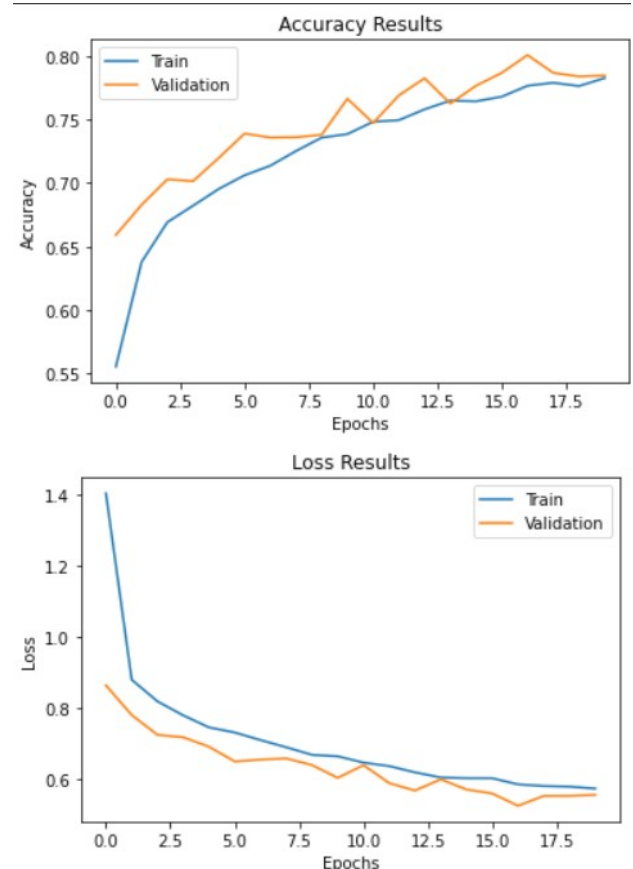 Accuracy Results
Train
Validation
0.80
0.75
0.70
0.65
0.60
0.55
Accuracy
0.0 2.5 5.0 7.5 10.0 12.5 15.0 17.5
Epochs
Loss Results
Train
Validation
1.4
1.2
1.0
0.8
0.6
Loss
0.0 2.5 5.0 7.5 10.0 12.5 15.0 17.5
Epochs